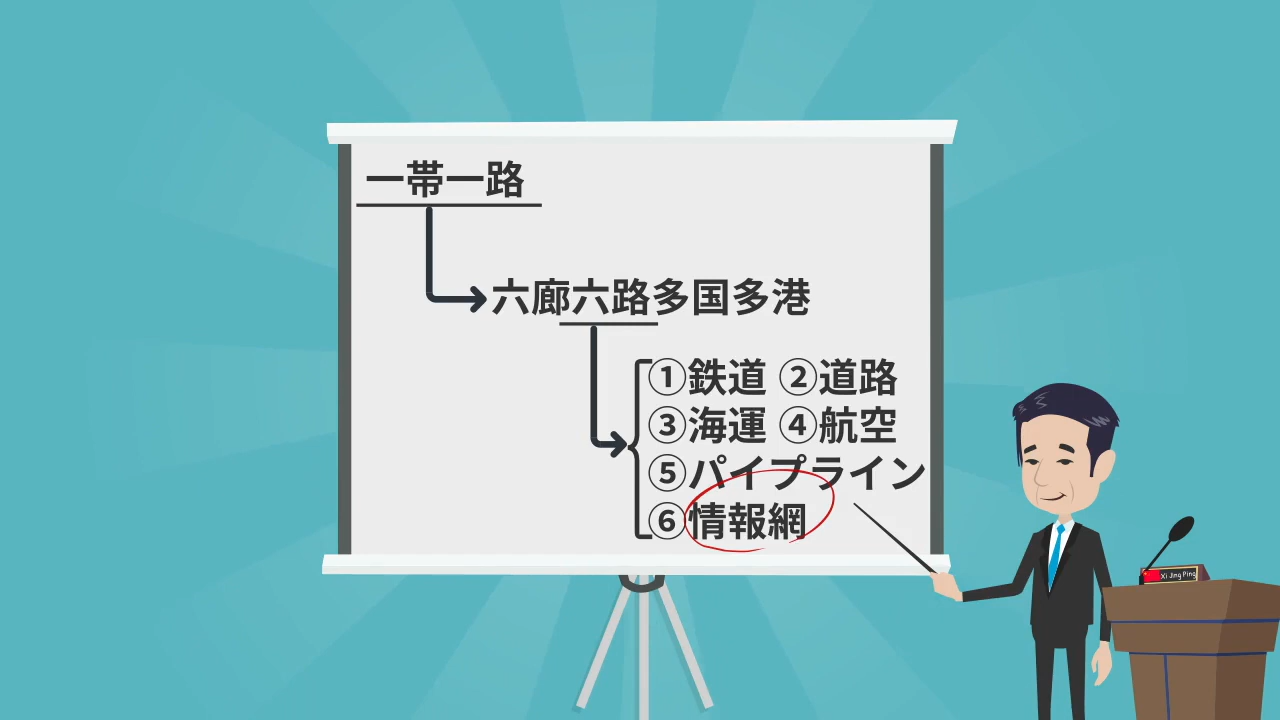 一帯一路
六廊六路多国多港
①鉄道 ②道路
③海運 ④航空
⑤パイプライン
⑥情報網
Xi Jing Ping